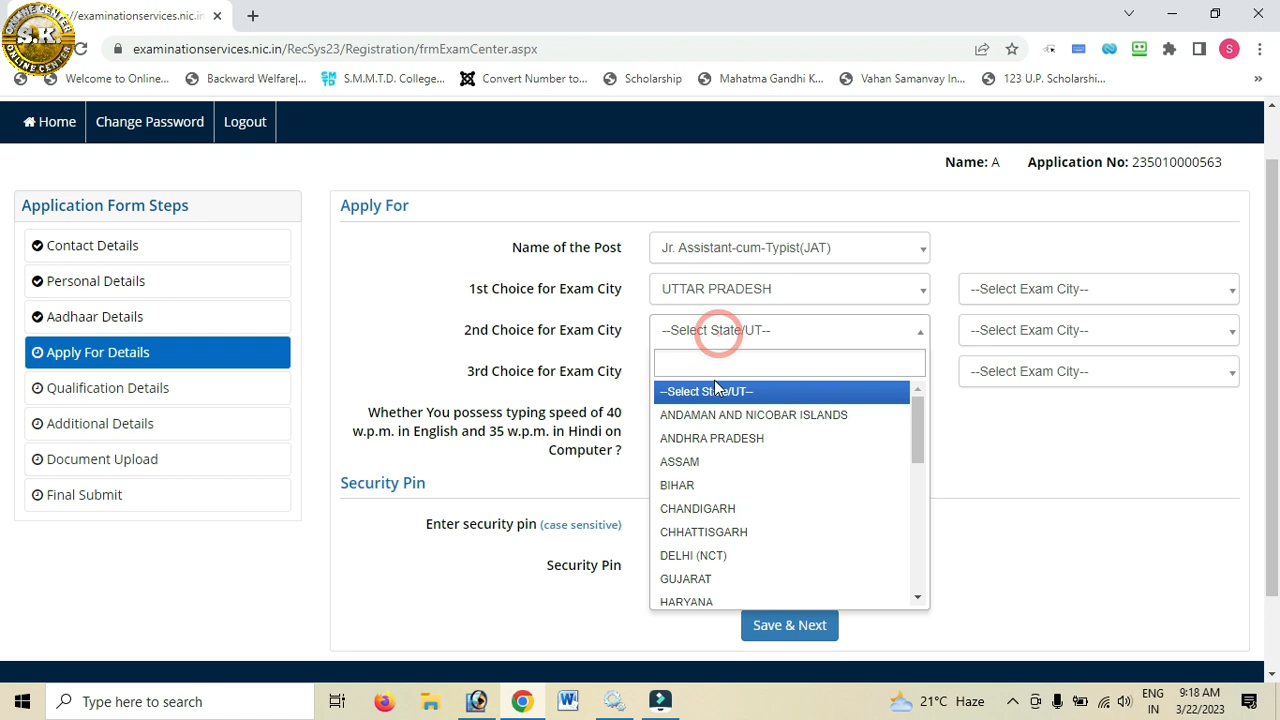 //examinationservices.nic.in
examinationservices.nic.in/RecSys23/Registration/frmExamCenter.aspx
S
ONLINE CENTER
S.K.
ONLINE CENTER
Welcome to Online...
Backward Welfare|...
S.M.M.T.D. College...
Convert Number to...
Scholarship
Mahatma Gandhi K...
Vahan Samanvay In...
123 U.P. Scholarshi...
»
Home
Change Password
Logout
Name: A
Application No: 235010000563
Application Form Steps
Contact Details
Personal Details
Aadhaar Details
Apply For Details
Qualification Details
Additional Details
Document Upload
Final Submit
Apply For
Name of the Post
Jr. Assistant-cum-Typist(JAT)
1st Choice for Exam City
UTTAR PRADESH
--Select Exam City--
2nd Choice for Exam City
--Select State/UT--
--Select Exam City--
3rd Choice for Exam City
--Select Exam City--
--Select State/UT--
ANDAMAN AND NICOBAR ISLANDS
ANDHRA PRADESH
ASSAM
BIHAR
CHANDIGARH
CHHATTISGARH
DELHI (NCT)
GUJARAT
HARYANA
Whether You possess typing speed of 40
w.p.m. in English and 35 w.p.m. in Hindi on
Computer ?
Security Pin
Enter security pin (case sensitive)
Security Pin
Save & Next
Type here to search
21°C Haze
ENG
IN
9:18 AM
3/22/2023